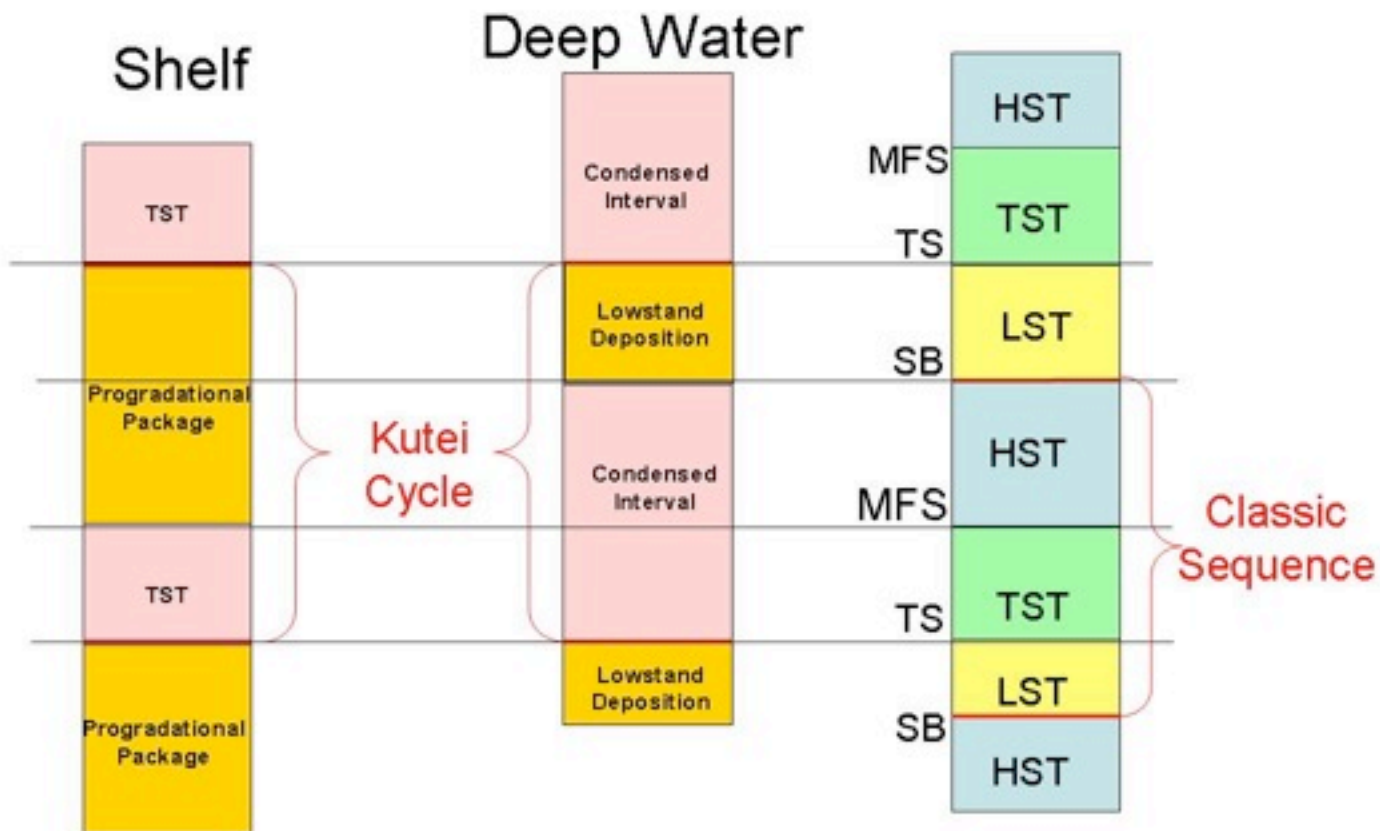 Shelf
TST
Progradational
Package
TST
Progradational
Package
Kutei
Cycle
Deep Water
Condensed
Interval
Lowstand
Deposition
Condensed
Interval
Lowstand
Deposition
MFS
TS
SB
MFS
TS
SB
HST
TST
LST
HST
TST
LST
HST
Classic
Sequence